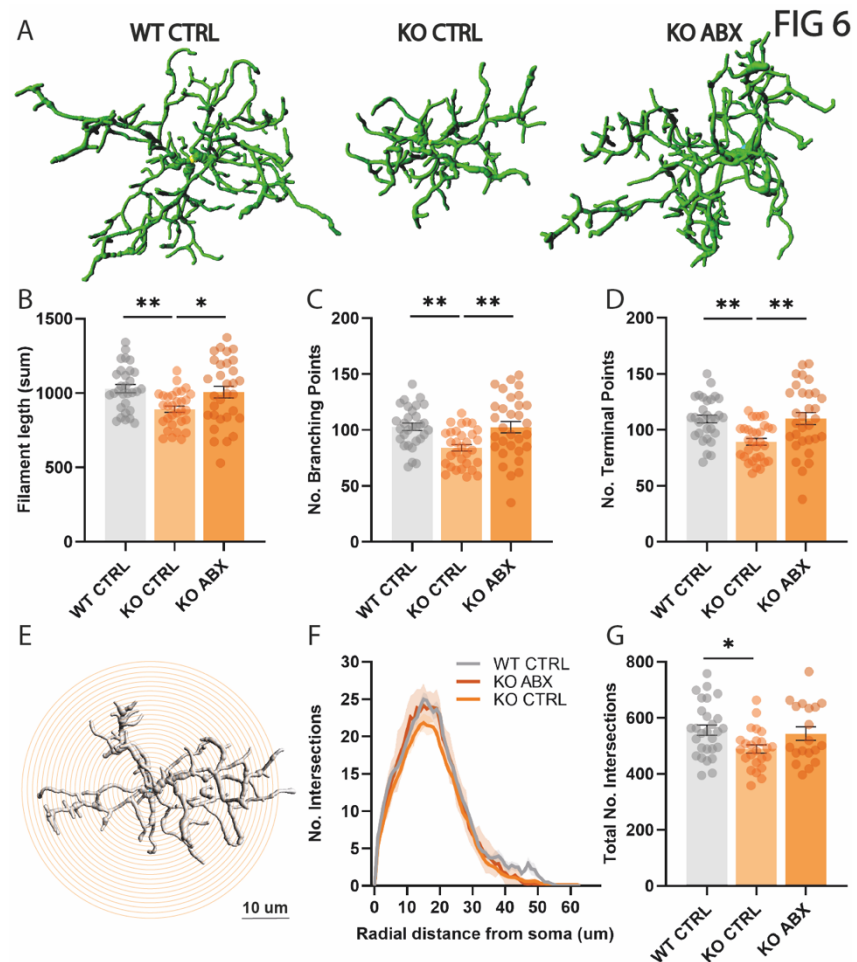 FIG 6
A
WT CTRL
KO CTRL
KO ABX
B
** *
Filament legth (sum)
1500
1000
500
0
WT CTRL
KO CTRL
KO ABX
C
** **
No. Branching Points
200
150
100
50
0
WT CTRL
KO CTRL
KO ABX
D
** **
No. Terminal Points
200
150
100
50
0
WT CTRL
KO CTRL
KO ABX
E
10 um
F
No. Intersections
30
25
20
15
10
5
0
WT CTRL
KO ABX
KO CTRL
0 10 20 30 40 50 60
Radial distance from soma (um)
G
*
Total No. Intersections
800
600
400
200
0
WT CTRL
KO CTRL
KO ABX